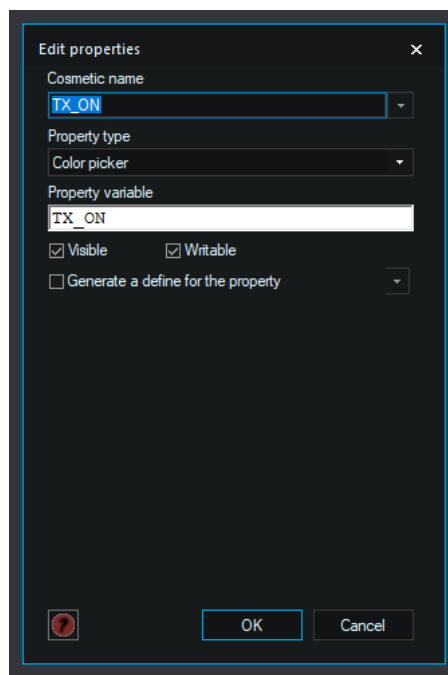 Edit properties
Cosmetic name
TX_ON
Property type
Color picker
Property variable
TX_ON
Visible Writable
Generate a define for the property
?
OK Cancel